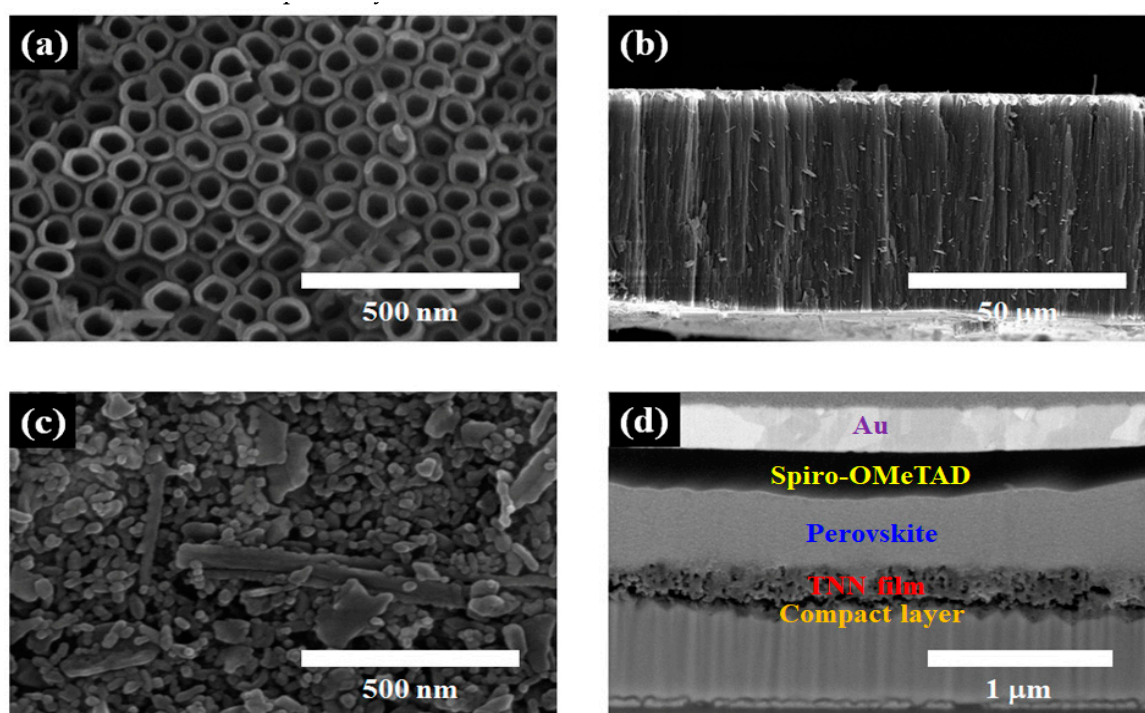 (a)
500 nm
(b)
50 μm
(c)
500 nm
(d)
Au
Spiro-OMeTAD
Perovskite
TNN film
Compact layer
1 μm